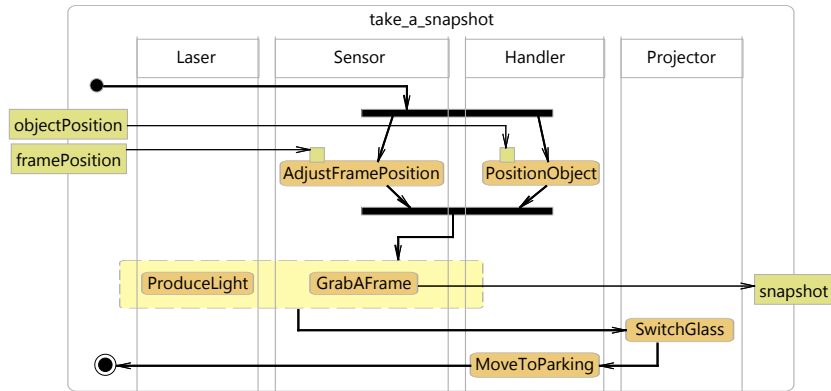 take_a_snapshot
Laser
Sensor
Handler
Projector
objectPosition
framePosition
AdjustFramePosition
PositionObject
ProduceLight
GrabAFrame
snapshot
SwitchGlass
MoveToParking